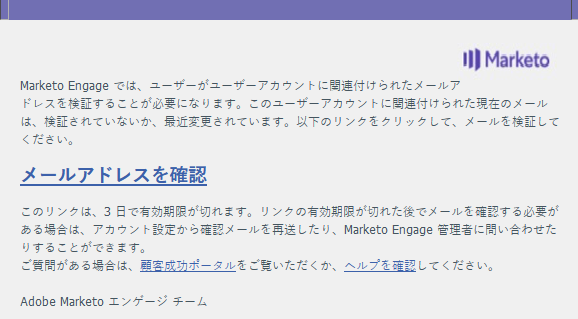 Marketo
Marketo Engage では、ユーザーがユーザーアカウントに関連付けられたメールア
ドレスを検証することが必要になります。このユーザーアカウントに関連付けられた現在のメール
は、検証されていないか、最近変更されています。以下のリンクをクリックして、メールを検証して
ください。
メールアドレスを確認
このリンクは、3 日で有効期限が切れます。リンクの有効期限が切れた後でメールを確認する必要が
ある場合は、アカウント設定から確認メールを再送したり、Marketo Engage 管理者に問い合わせた
りすることができます。
ご質問がある場合は、顧客成功ポータルをご覧いただくか、ヘルプを確認してください。
Adobe Marketo エンゲージ チーム